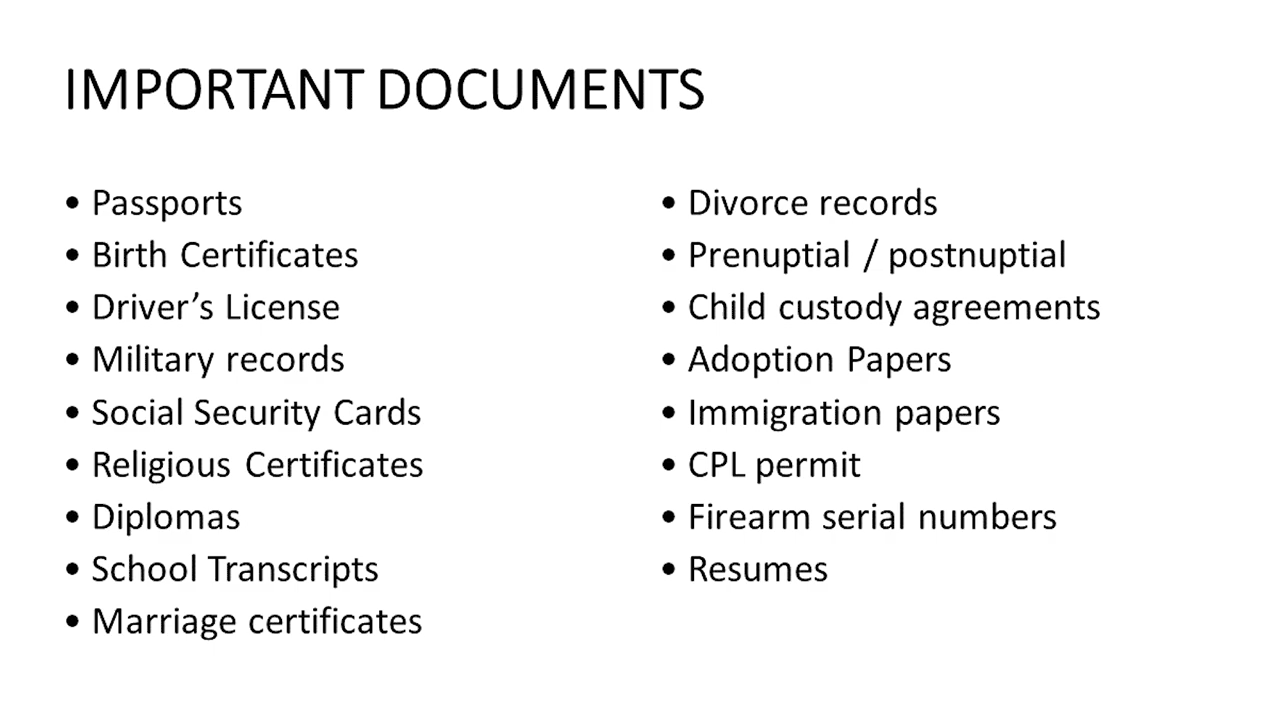 IMPORTANT DOCUMENTS
• Passports
• Birth Certificates
• Driver’s License
• Military records
• Social Security Cards
• Religious Certificates
• Diplomas
• School Transcripts
• Marriage certificates
• Divorce records
• Prenuptial / postnuptial
• Child custody agreements
• Adoption Papers
• Immigration papers
• CPL permit
• Firearm serial numbers
• Resumes